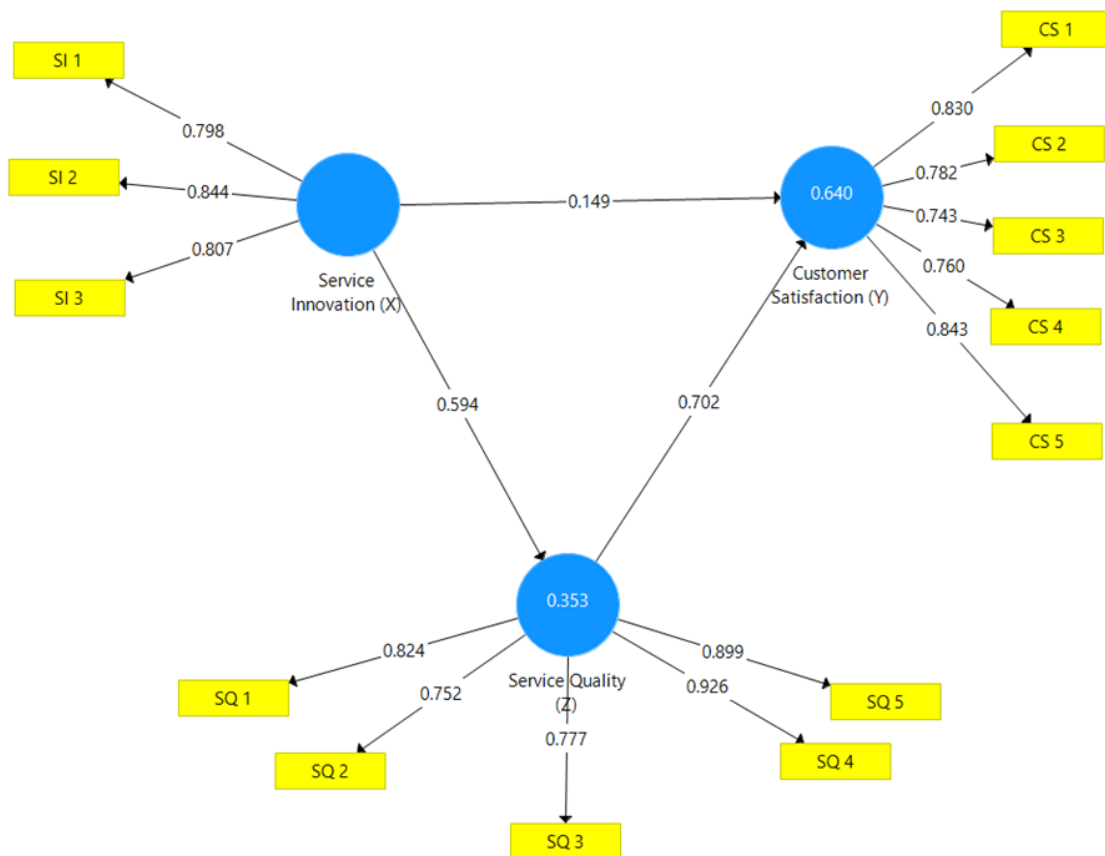 CS 1
SI 1
0.830
0.798
CS 2
SI 2
0.844
0.782
0.640
0.149
0.743
CS 3
0.807
0.760
Service
Innovation (X)
Customer
Satisfaction (Y)
SI 3
CS 4
0.843
0.594
0.702
CS 5
0.353
0.824
0.899
Service Quality
(Z)
0.926
0.752
SQ 1
SQ 5
0.777
SQ 2
SQ 4
SQ 3